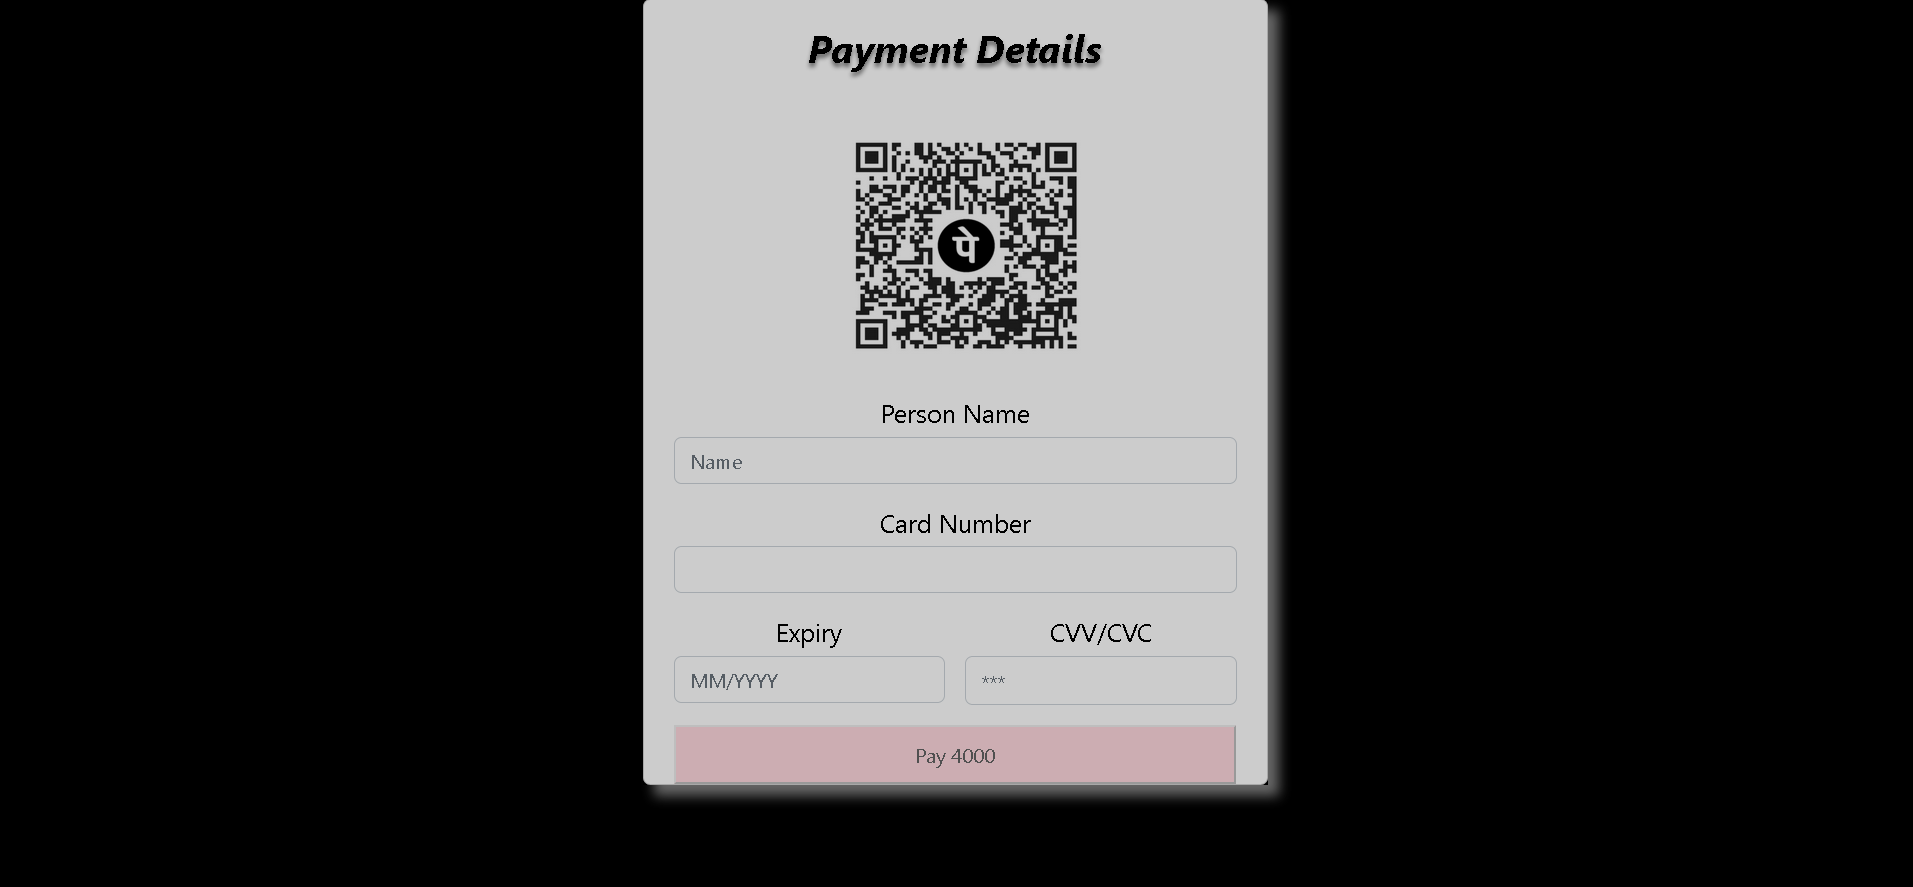 Payment Details
पे
Person Name
Name
Card Number
Expiry
CVV/CVC
MM/YYYY
***
Pay 4000